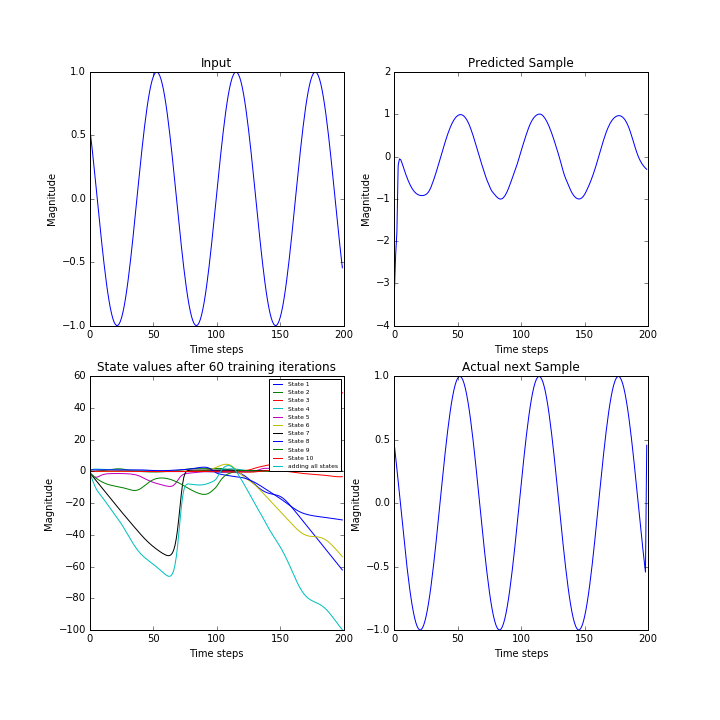 Input
1.0
0.5
0.0
−0.5
−1.0
0
50
100
150
200
Magnitude
Time steps
Predicted Sample
2
1
0
−1
−2
−3
−4
0
50
100
150
200
Magnitude
Time steps
State values after 60 training iterations
60
40
20
0
−20
−40
−60
−80
−100
0
50
100
150
200
Magnitude
Time steps
State 1
State 2
State 3
State 4
State 5
State 6
State 7
State 8
State 9
State 10
adding all states
Actual next Sample
1.0
0.5
0.0
−0.5
−1.0
0
50
100
150
200
Magnitude
Time steps